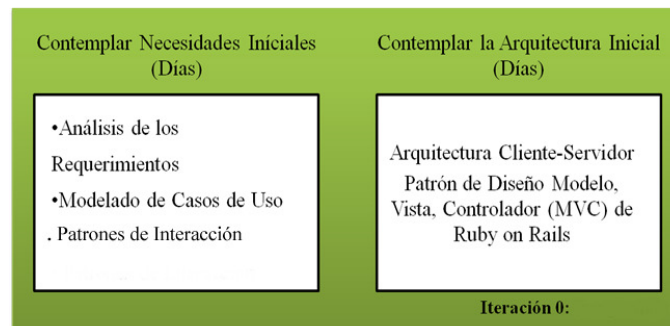 Contemplar Necesidades Iníciales
(Días)
•Análisis de los
Requerimientos
•Modelado de Casos de Uso
. Patrones de Interacción
Contemplar la Arquitectura Inicial
(Días)
Arquitectura Cliente-Servidor
Patrón de Diseño Modelo,
Vista, Controlador (MVC) de
Ruby on Rails
Iteración 0: